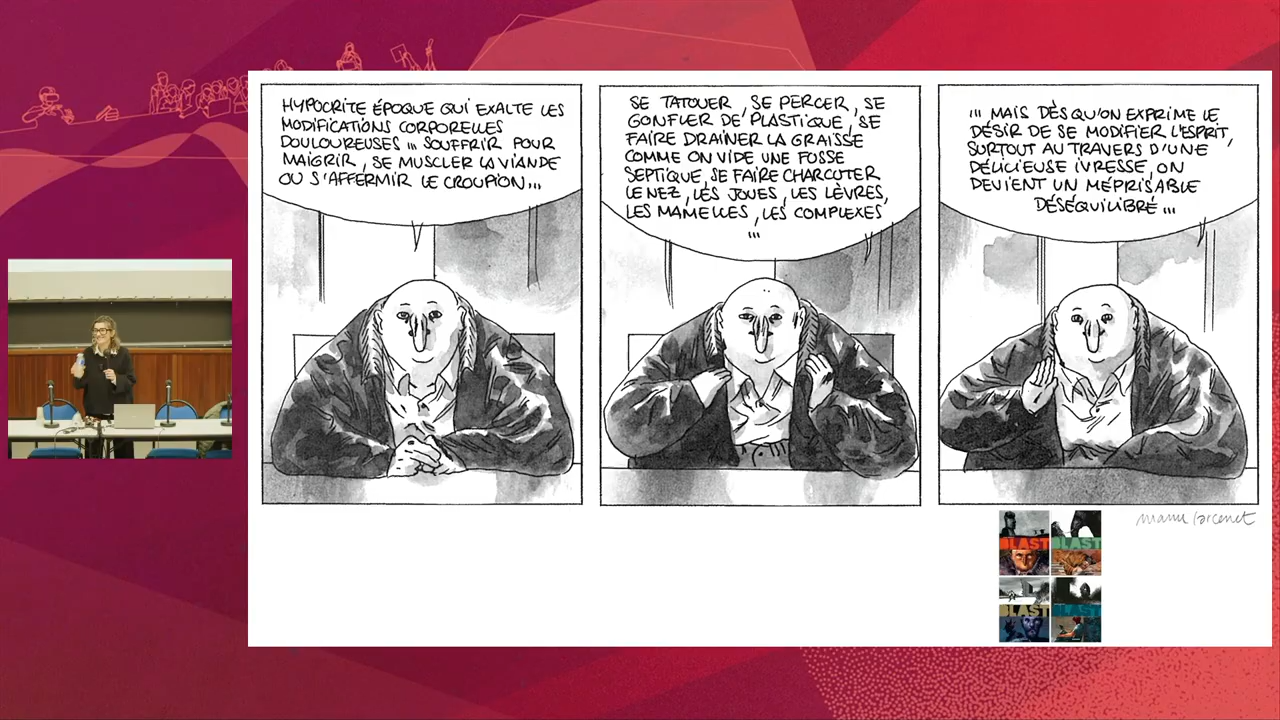 HYPOCRITE ÉPOQUE QUI EXALTE LES
MODIFICATIONS CORPORELLES
DOULOUREUSES ... SOUFFRIR POUR
MAIGRIR, SE MUSCLER LA VIANDE
OU S'AFFERMIR LE CROUPION...
SE TATOUER, SE PERCER, SE
GONFLER DE PLASTIQUE, SE
FAIRE DRAINER LA GRAISSE
COMME ON VIDE UNE FOSSE
SEPTIQUE, SE FAIRE CHARCUTER
LE NEZ, LES JOUES, LES LÈVRES,
LES MAMELLES, LES COMPLEXES
...
... MAIS DÈS QU'ON EXPRIME LE
DÉSIR DE SE MODIFIER L'ESPRIT,
SURTOUT AU TRAVERS D'UNE
DÉLICIEUSE IVRESSE, ON
DEVIENT UN MÉPRISABLE
DÉSÉQUILIBRÉ ...
manu larcenet
BLAST
BLAST
BLAST
BLAST